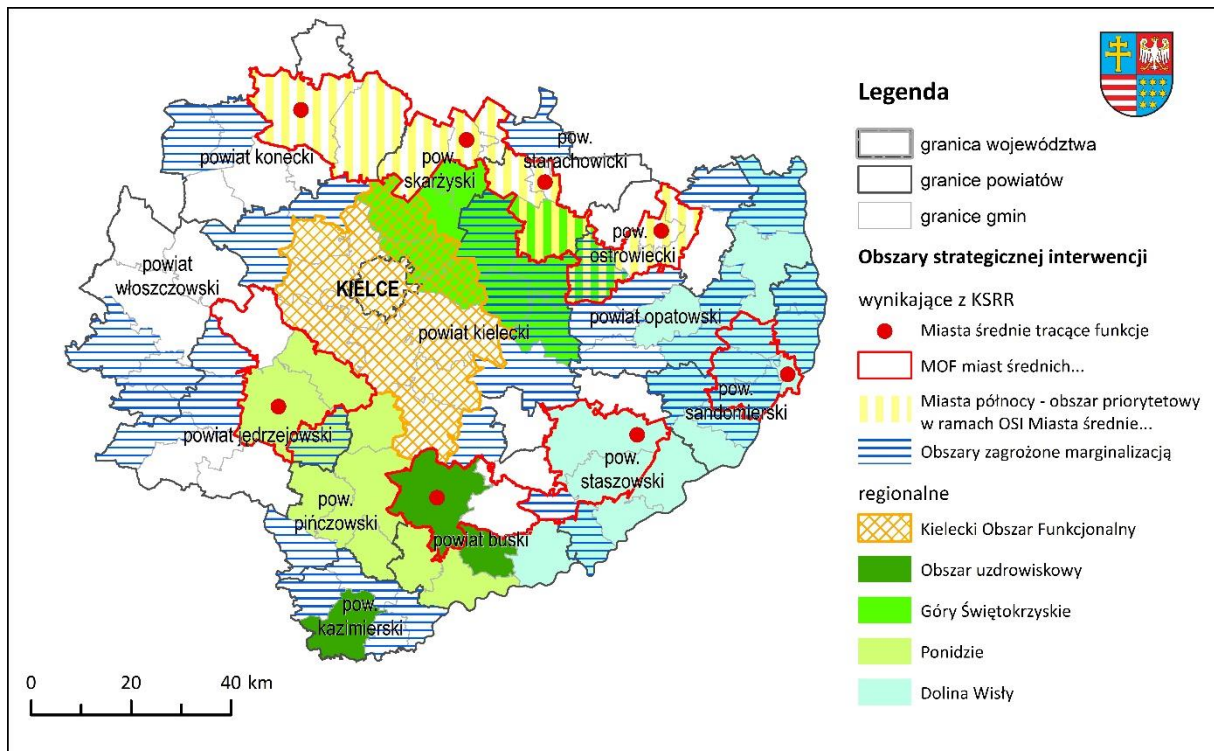 powiat konecki
pow.
skarżyski
pow.
starachowicki
pow.
ostrowiecki
powiat
włoszczowski
KIELCE
powiat kielecki
powiat opatowski
pow.
sandomierski
powiat jędrzejowski
pow.
staszowski
pow.
pińczowski
powiat buski
pow.
kazimierski
0 20 40 km
Legenda
granica województwa
granice powiatów
granice gmin
Obszary strategicznej interwencji
wynikające z KSRR
Miasta średnie tracące funkcje
MOF miast średnich...
Miasta północy - obszar priorytetowy
w ramach OSI Miasta średnie...
Obszary zagrożone marginalizacją
regionalne
Kielecki Obszar Funkcjonalny
Obszar uzdrowiskowy
Góry Świętokrzyskie
Ponidzie
Dolina Wisły